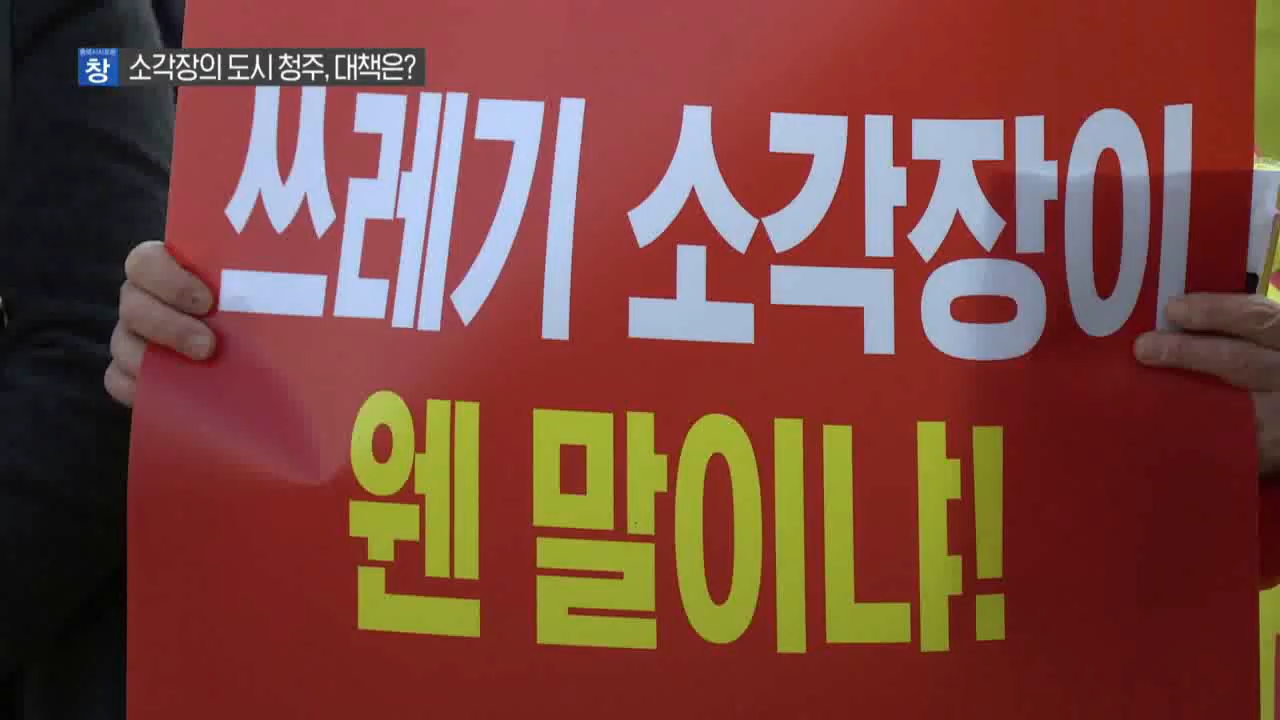 창 소각장의 도시 청주, 대책은?
쓰레기 소각장이
웬 말이냐!